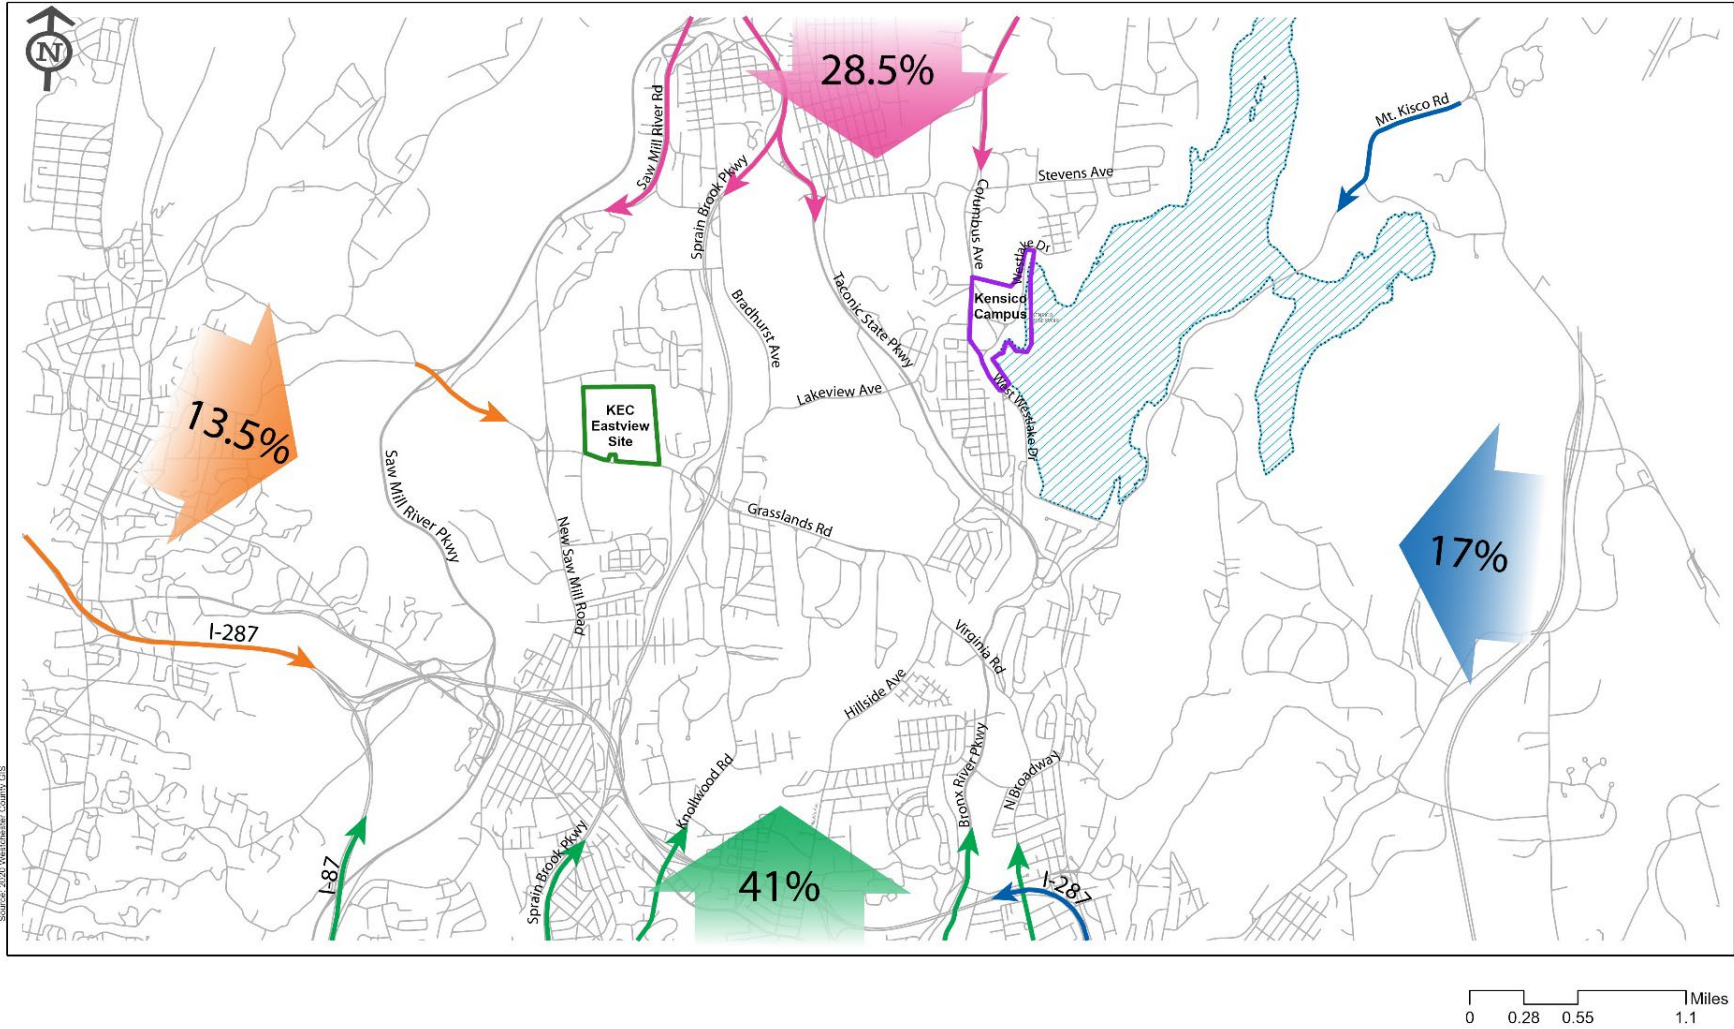 N
28.5%
Mt. Kisco Rd
Saw Mill River Rd
Sprain Brook Pkwy
Stevens Ave
Columbus Ave
Westlake Dr
Kensico
Campus
Taconic State Pkwy
Bradhurst Ave
Lakeview Ave
West Westlake Dr
13.5%
KEC
Eastview
Site
Saw Mill River Pkwy
New Saw Mill Road
Grasslands Rd
17%
I-287
Virginia Rd
Hillside Ave
Knollwood Rd
Bronx River Pkwy
N Broadway
I-87
Sprain Brook Pkwy
41%
I-287
Source: 2020 Westchester County GIS
Miles
0 0.28 0.55 1.1